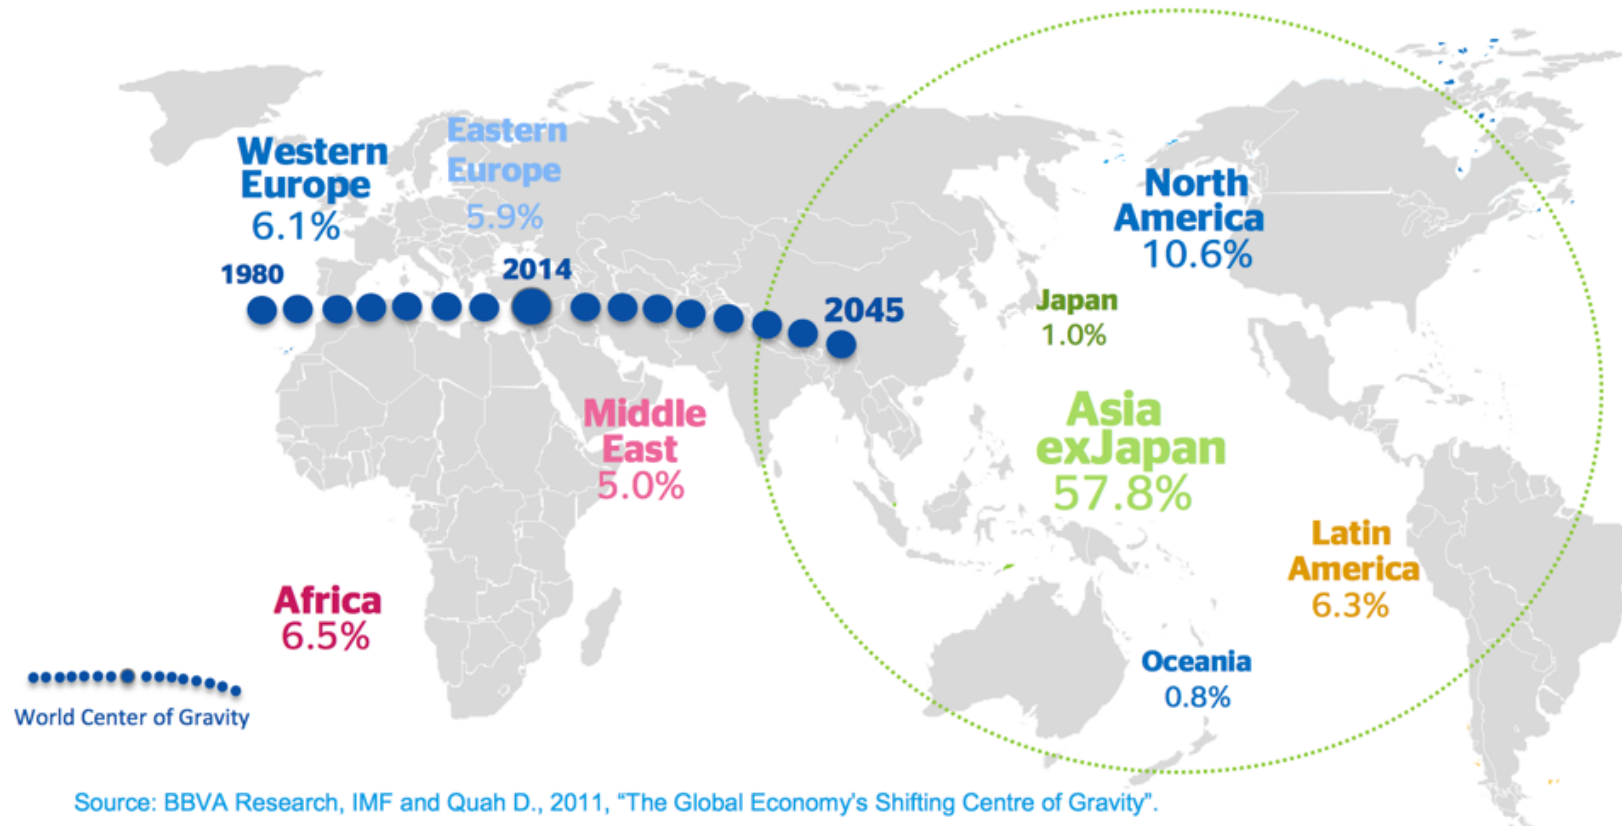 Western
Europe
6.1%
Eastern
Europe
5.9%
1980
2014
2045
North
America
10.6%
Japan
1.0%
Asia
exJapan
57.8%
Middle
East
5.0%
Latin
America
6.3%
Africa
6.5%
Oceania
0.8%
World Center of Gravity
Source: BBVA Research, IMF and Quah D., 2011, “The Global Economy’s Shifting Centre of Gravity”.